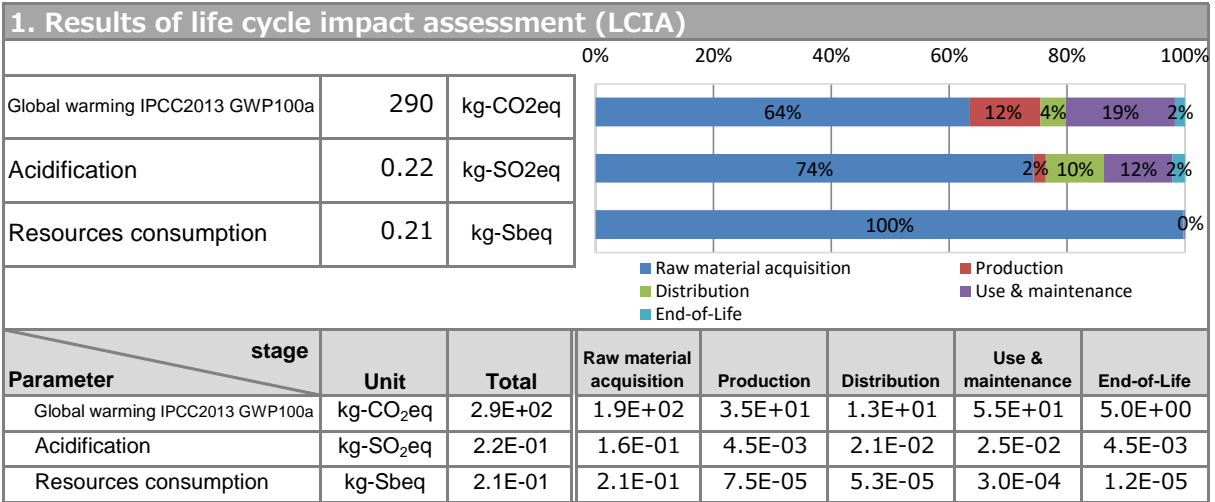 1. Results of life cycle impact assessment (LCIA)
0% 20% 40% 60% 80% 100%
Global warming IPCC2013 GWP100a 290 kg-CO2eq
64% 12% 4% 19% 2%
Acidification 0.22 kg-SO2eq
74% 2% 10% 12% 2%
Resources consumption 0.21 kg-Sbeq
100% 0%
Raw material acquisition Production
Distribution Use & maintenance
End-of-Life
stage
Parameter Unit Total Raw material acquisition Production Distribution Use & maintenance End-of-Life
Global warming IPCC2013 GWP100a kg-CO₂eq 2.9E+02 1.9E+02 3.5E+01 1.3E+01 5.5E+01 5.0E+00
Acidification kg-SO₂eq 2.2E-01 1.6E-01 4.5E-03 2.1E-02 2.5E-02 4.5E-03
Resources consumption kg-Sbeq 2.1E-01 2.1E-01 7.5E-05 5.3E-05 3.0E-04 1.2E-05